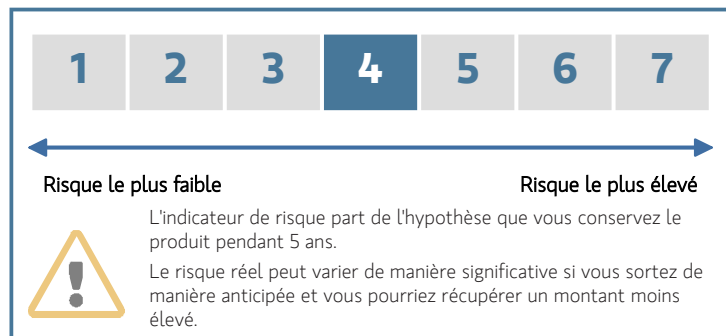 1 2 3 4 5 6 7
Risque le plus faible Risque le plus élevé
L'indicateur de risque part de l'hypothèse que vous conservez le
produit pendant 5 ans.
Le risque réel peut varier de manière significative si vous sortez de
manière anticipée et vous pourriez récupérer un montant moins
élevé.